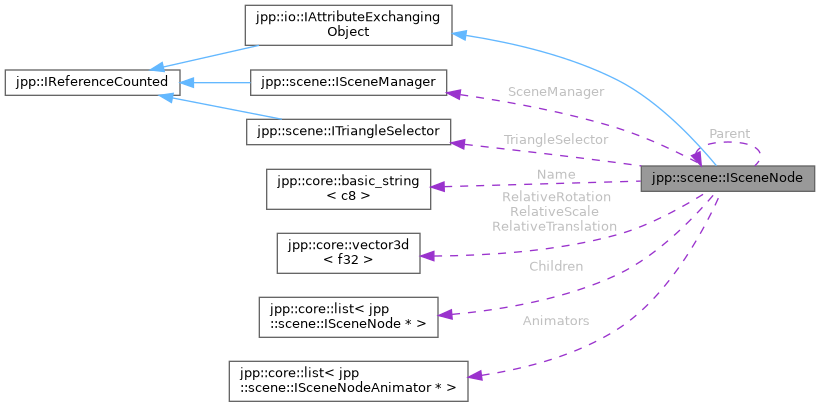 jpp::io::IAttributeExchanging
Object
jpp::IReferenceCounted
jpp::scene::ISceneManager
SceneManager
jpp::scene::ITriangleSelector
TriangleSelector
Parent
jpp::scene::ISceneNode
jpp::core::basic_string
< c8 >
Name
RelativeRotation
RelativeScale
RelativeTranslation
jpp::core::vector3d
< f32 >
Children
jpp::core::list< jpp
::scene::ISceneNode * >
Animators
jpp::core::list< jpp
::scene::ISceneNodeAnimator * >